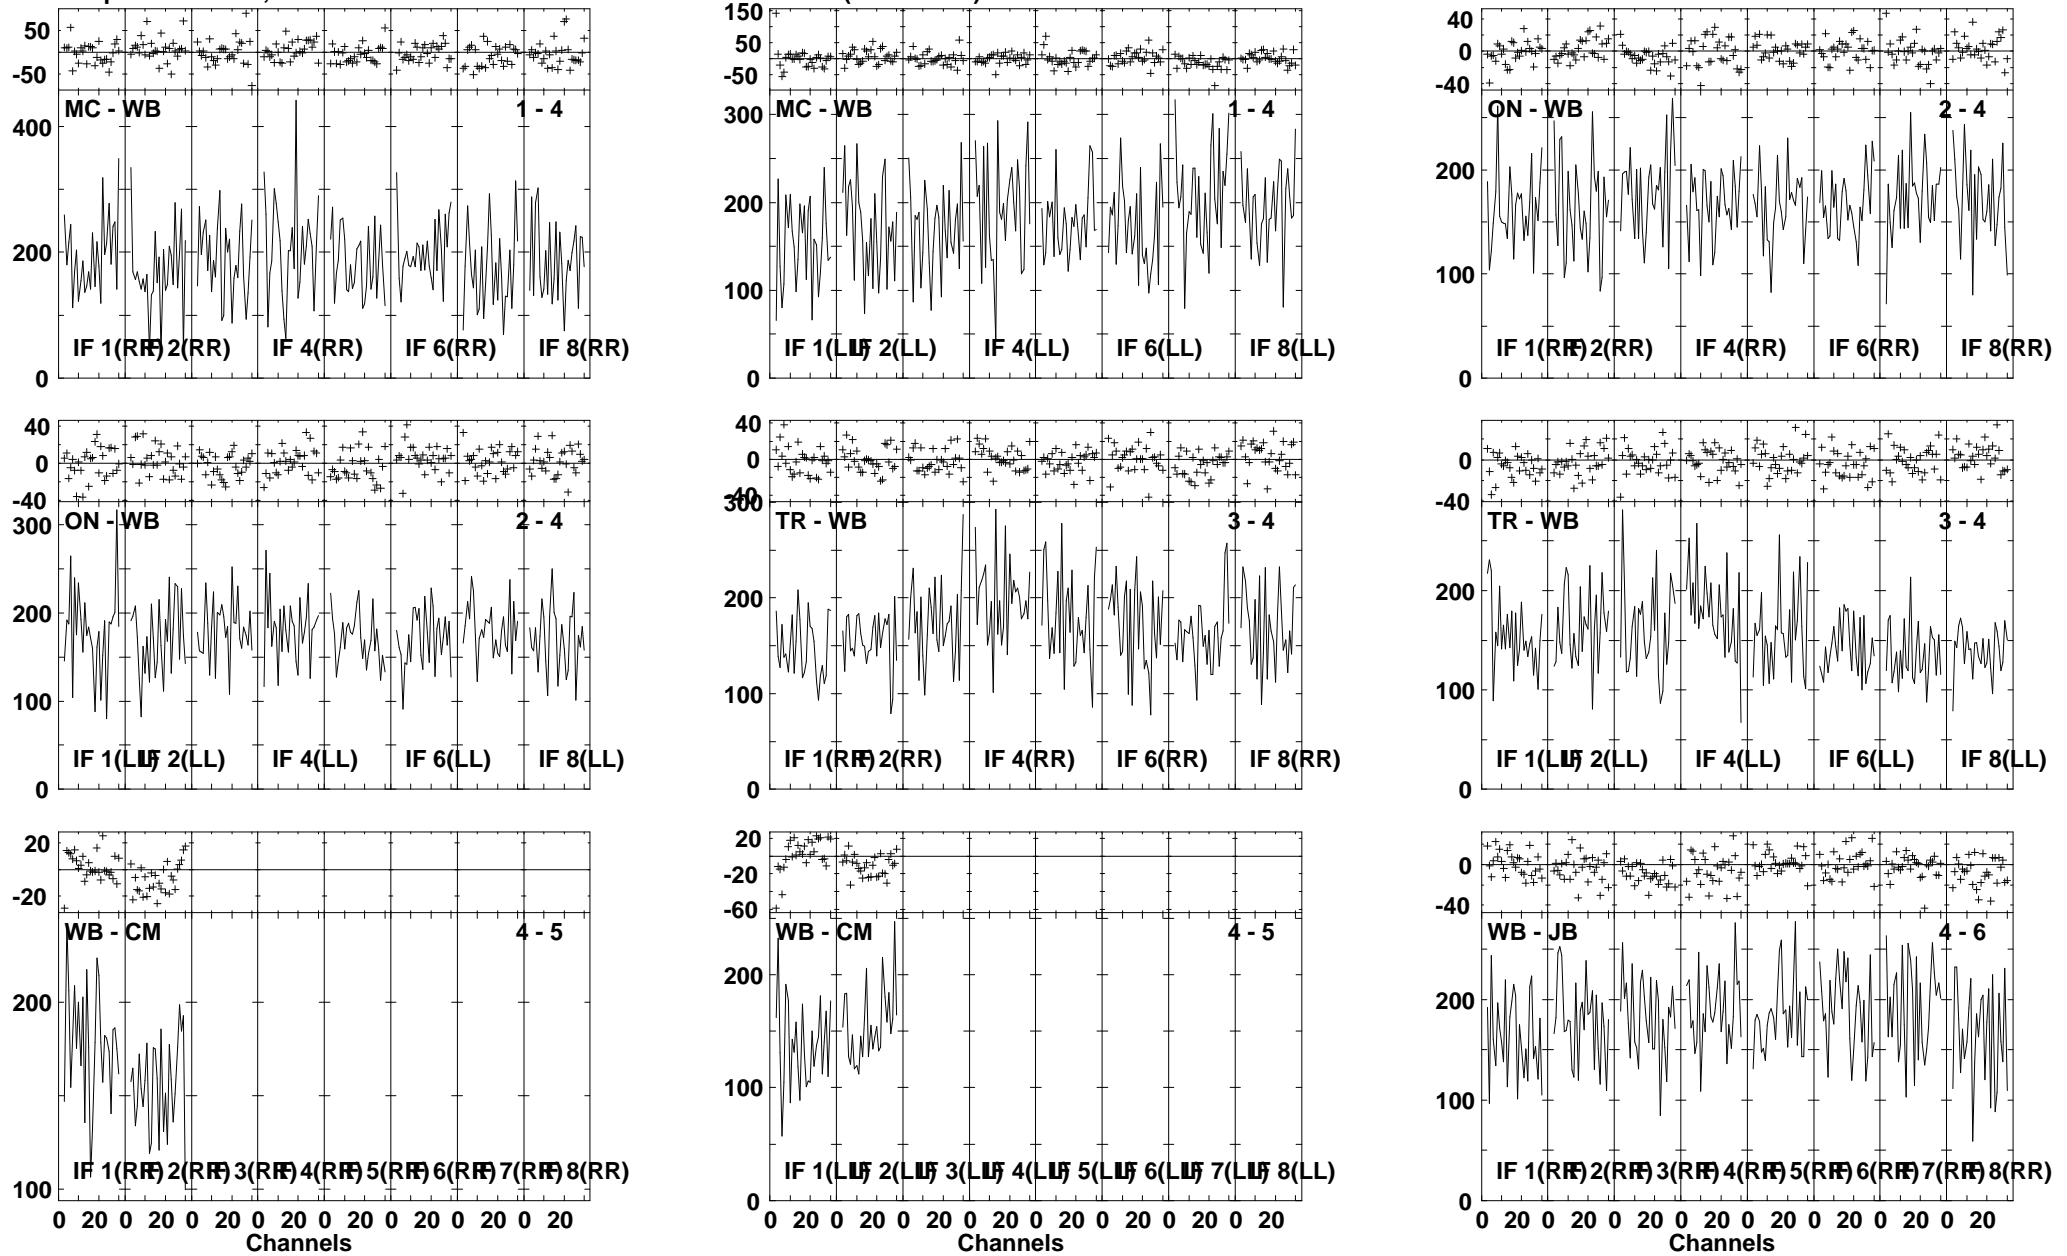 50
0
-50
MC - WB 1 - 4
400
200
0
IF 1(RR) IF 2(RR) IF 4(RR) IF 6(RR) IF 8(RR)
150
50
-50
MC - WB 1 - 4
300
200
100
0
IF 1(LL) IF 2(LL) IF 4(LL) IF 6(LL) IF 8(LL)
40
0
-40
ON - WB 2 - 4
200
100
0
IF 1(RR) IF 2(RR) IF 4(RR) IF 6(RR) IF 8(RR)
40
0
-40
ON - WB 2 - 4
300
200
100
0
IF 1(LL) IF 2(LL) IF 4(LL) IF 6(LL) IF 8(LL)
40
0
-40
TR - WB 3 - 4
300
200
100
0
IF 1(RR) IF 2(RR) IF 4(RR) IF 6(RR) IF 8(RR)
40
0
-40
TR - WB 3 - 4
200
100
0
IF 1(LL) IF 2(LL) IF 4(LL) IF 6(LL) IF 8(LL)
20
0
-20
WB - CM 4 - 5
200
100
IF 1(RR) IF 2(RR) IF 3(RR) IF 4(RR) IF 5(RR) IF 6(RR) IF 7(RR) IF 8(RR)
0 20 0 20 0 20 0 20 0 20 0 20 0 20 0 20
Channels
20
0
-20
-60
WB - CM 4 - 5
200
100
0
IF 1(LL) IF 2(LL) IF 3(LL) IF 4(LL) IF 5(LL) IF 6(LL) IF 7(LL) IF 8(LL)
0 20 0 20 0 20 0 20 0 20 0 20 0 20 0 20
Channels
0
-40
WB - JB 4 - 6
200
100
0
IF 1(RR) IF 2(RR) IF 3(RR) IF 4(RR) IF 5(RR) IF 6(RR) IF 7(RR) IF 8(RR)
0 20 0 20 0 20 0 20 0 20 0 20 0 20 0 20
Channels